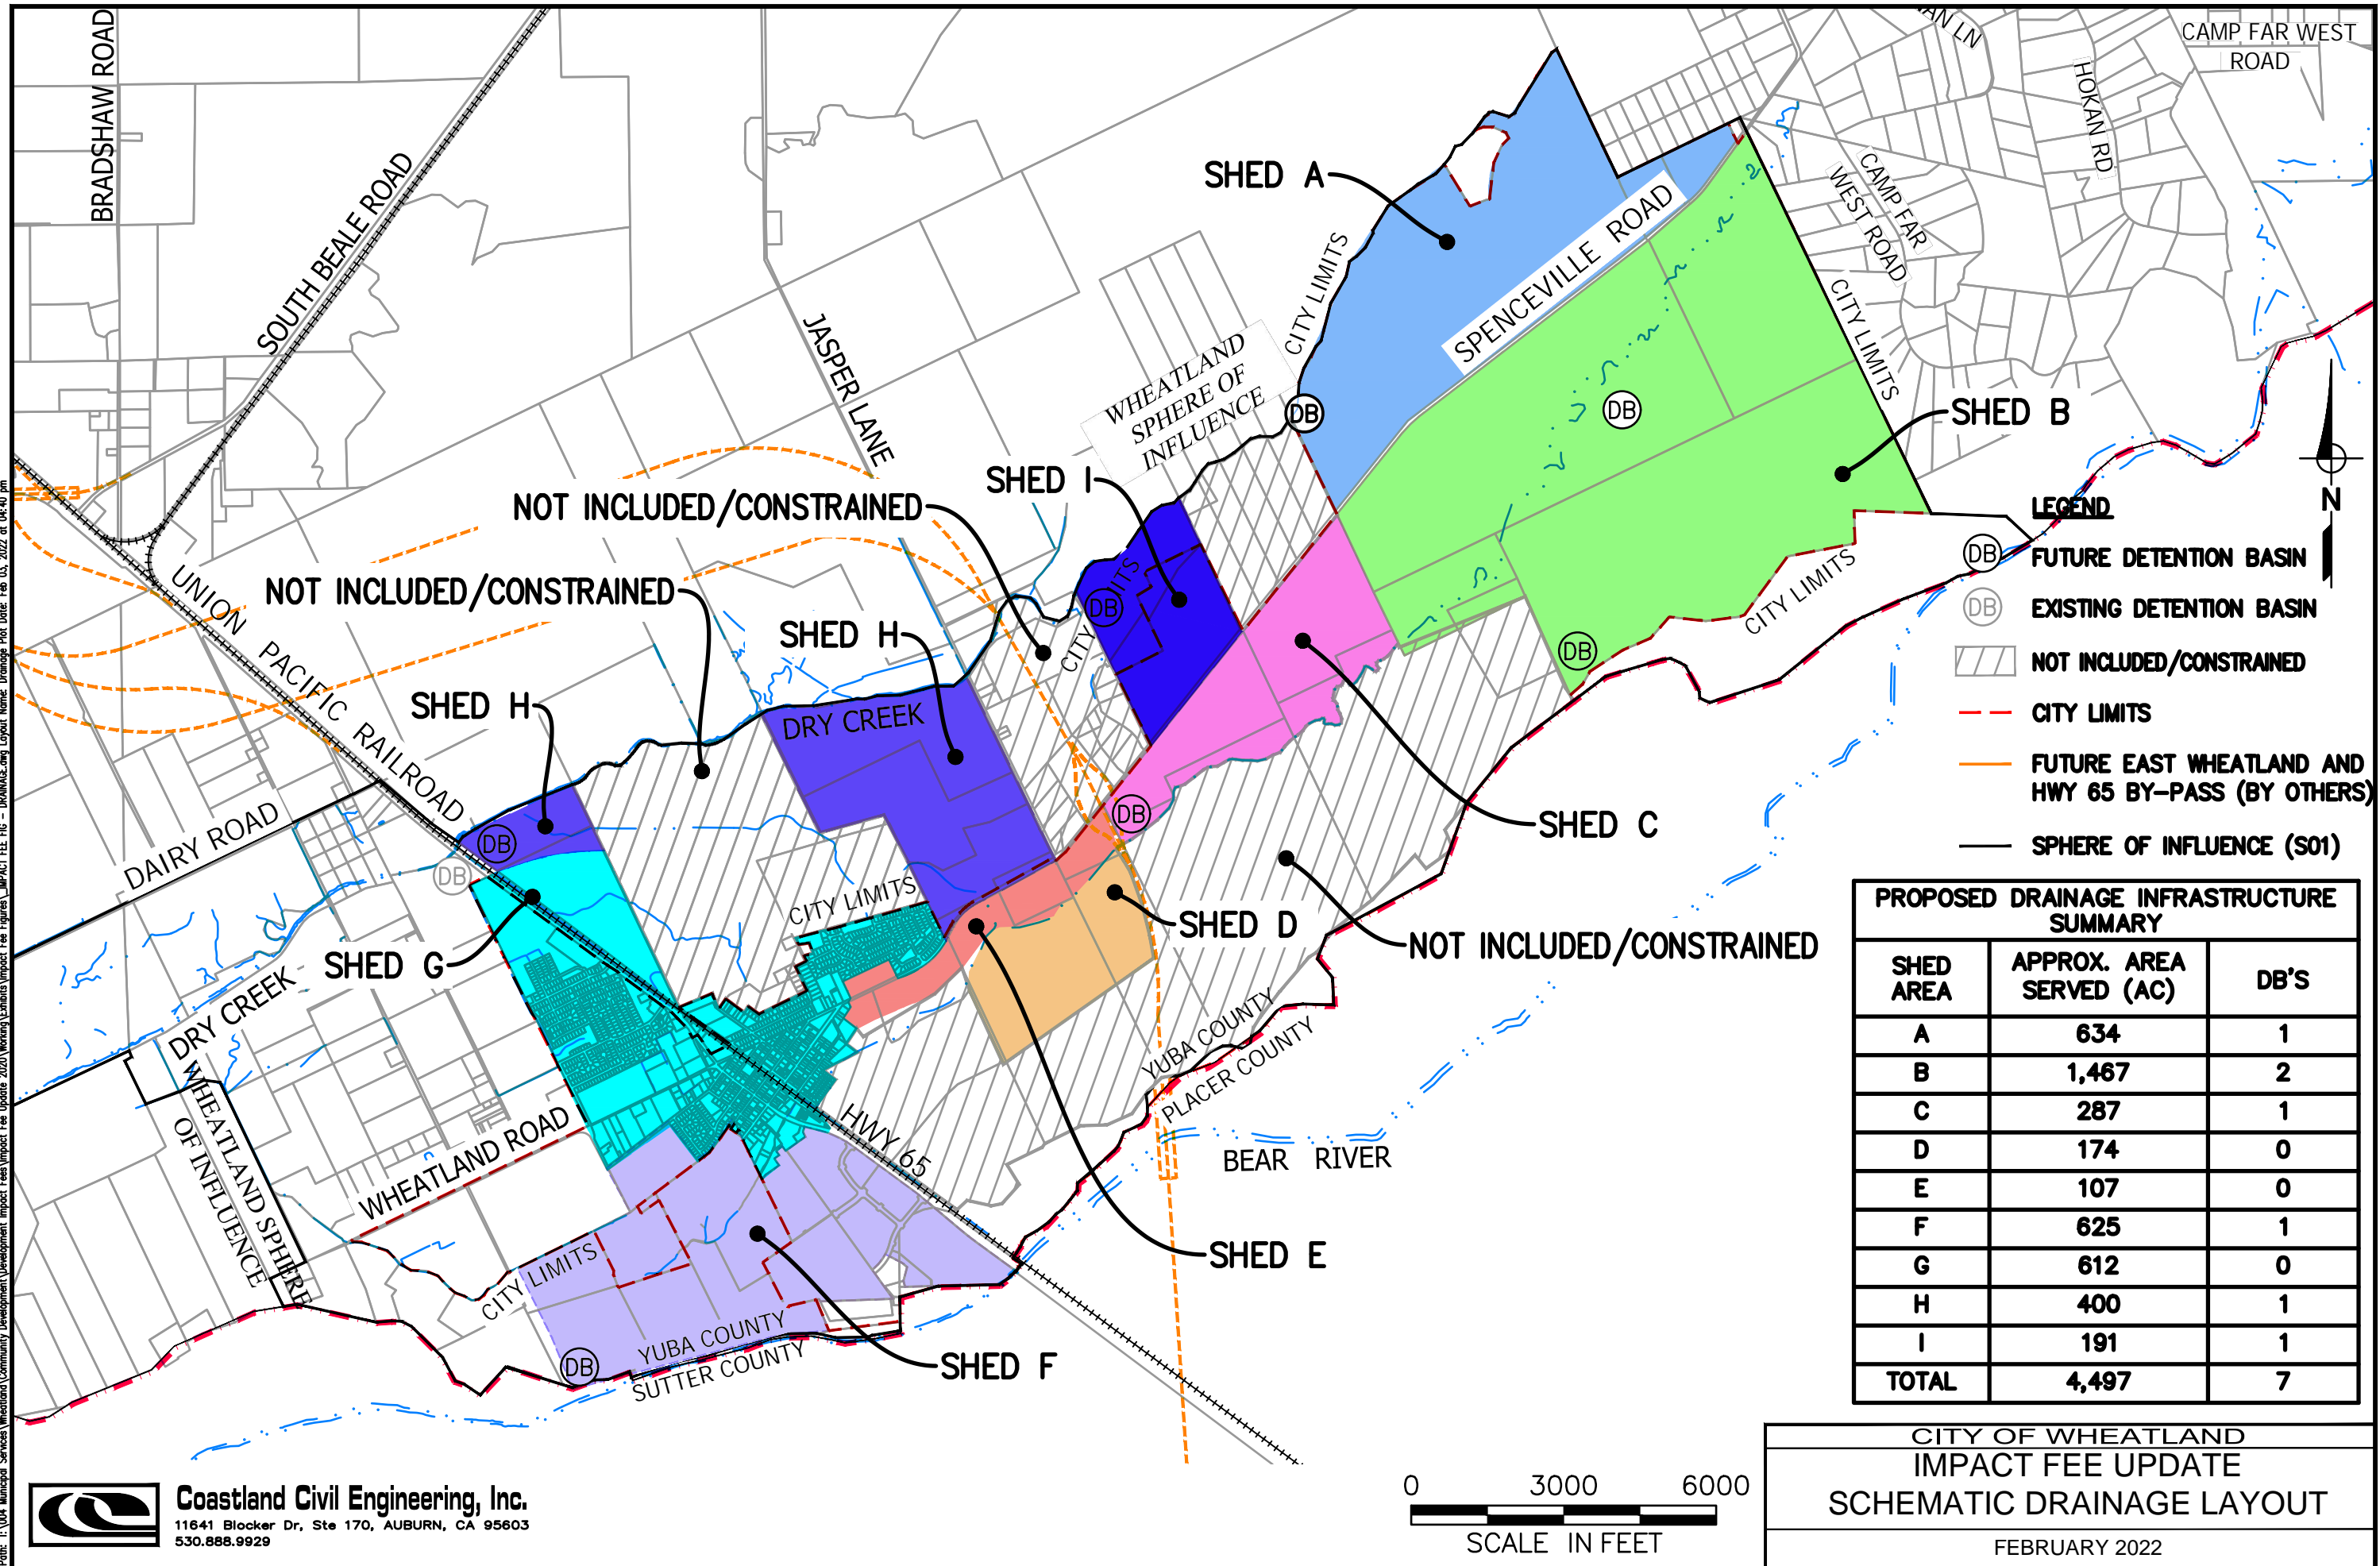 BRADSHAW ROAD
SOUTH BEALE ROAD
JASPER LANE
CAMP FAR WEST
ROAD
HOKAN RD
CAMP FAR
WEST ROAD
SHED A
CITY LIMITS
SPENCEVILLE ROAD
CITY LIMITS
WHEATLAND
SPHERE OF
INFLUENCE
DB
DB
SHED B
SHED I
NOT INCLUDED/CONSTRAINED
NOT INCLUDED/CONSTRAINED
UNION PACIFIC RAILROAD
SHED H
DB
CITY
DB
CITY LIMITS
SHED H
DRY CREEK
DB
SHED C
DAIRY ROAD
DB
DB
CITY LIMITS
SHED D
NOT INCLUDED/CONSTRAINED
SHED G
DRY CREEK
YUBA COUNTY
PLACER COUNTY
WHEATLAND SPHERE
OF INFLUENCE
WHEATLAND ROAD
HWY 65
BEAR RIVER
SHED E
CITY LIMITS
YUBA COUNTY
SUTTER COUNTY
DB
SHED F
N
LEGEND
DB FUTURE DETENTION BASIN
DB EXISTING DETENTION BASIN
NOT INCLUDED/CONSTRAINED
CITY LIMITS
FUTURE EAST WHEATLAND AND
HWY 65 BY-PASS (BY OTHERS)
SPHERE OF INFLUENCE (S01)
PROPOSED DRAINAGE INFRASTRUCTURE
SUMMARY
SHED AREA APPROX. AREA SERVED (AC) DB'S
A 634 1
B 1,467 2
C 287 1
D 174 0
E 107 0
F 625 1
G 612 0
H 400 1
I 191 1
TOTAL 4,497 7
Coastland Civil Engineering, Inc.
11641 Blocker Dr, Ste 170, AUBURN, CA 95603
530.888.9929
0 3000 6000
SCALE IN FEET
CITY OF WHEATLAND
IMPACT FEE UPDATE
SCHEMATIC DRAINAGE LAYOUT
FEBRUARY 2022